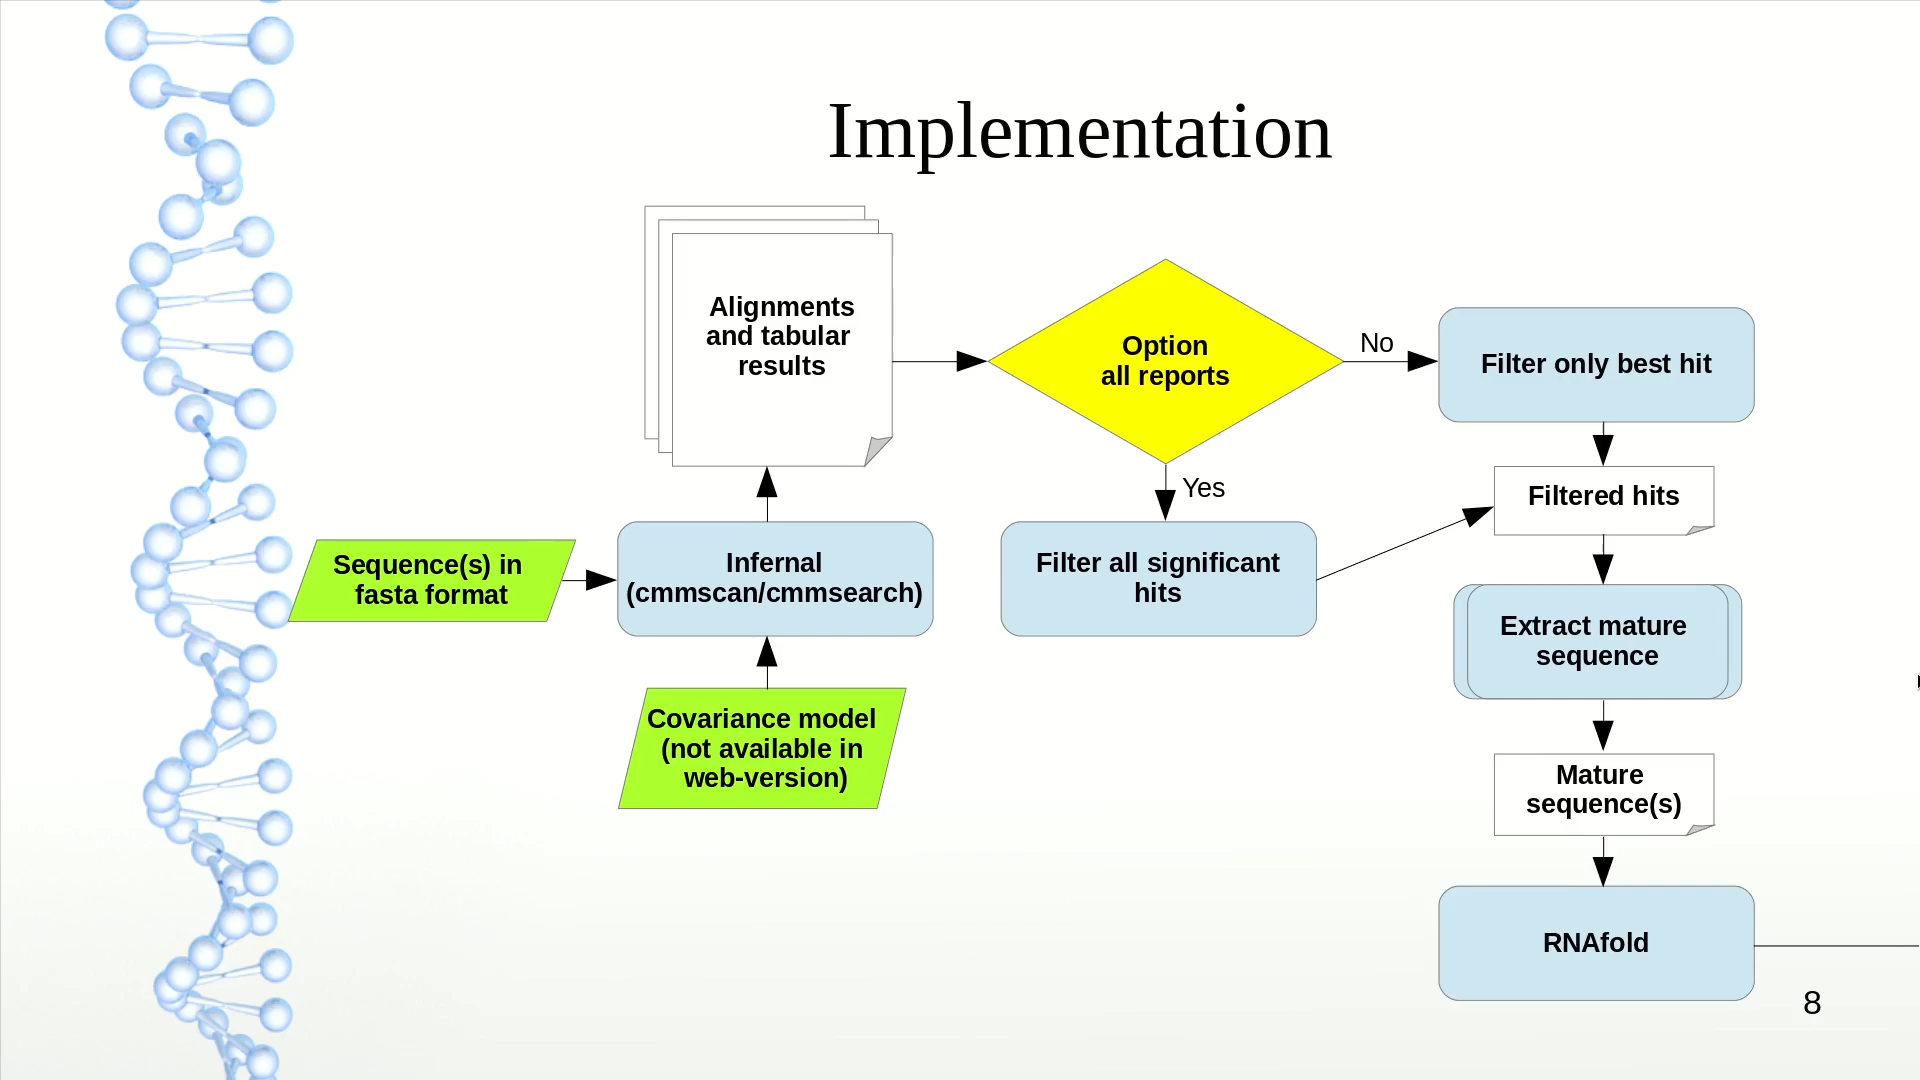 Implementation
Alignments
and tabular
results
Option
all reports
No
Filter only best hit
Yes
Filtered hits
Sequence(s) in
fasta format
Infernal
(cmmscan/cmmsearch)
Filter all significant
hits
Extract mature
sequence
Covariance model
(not available in
web-version)
Mature
sequence(s)
RNAfold
8